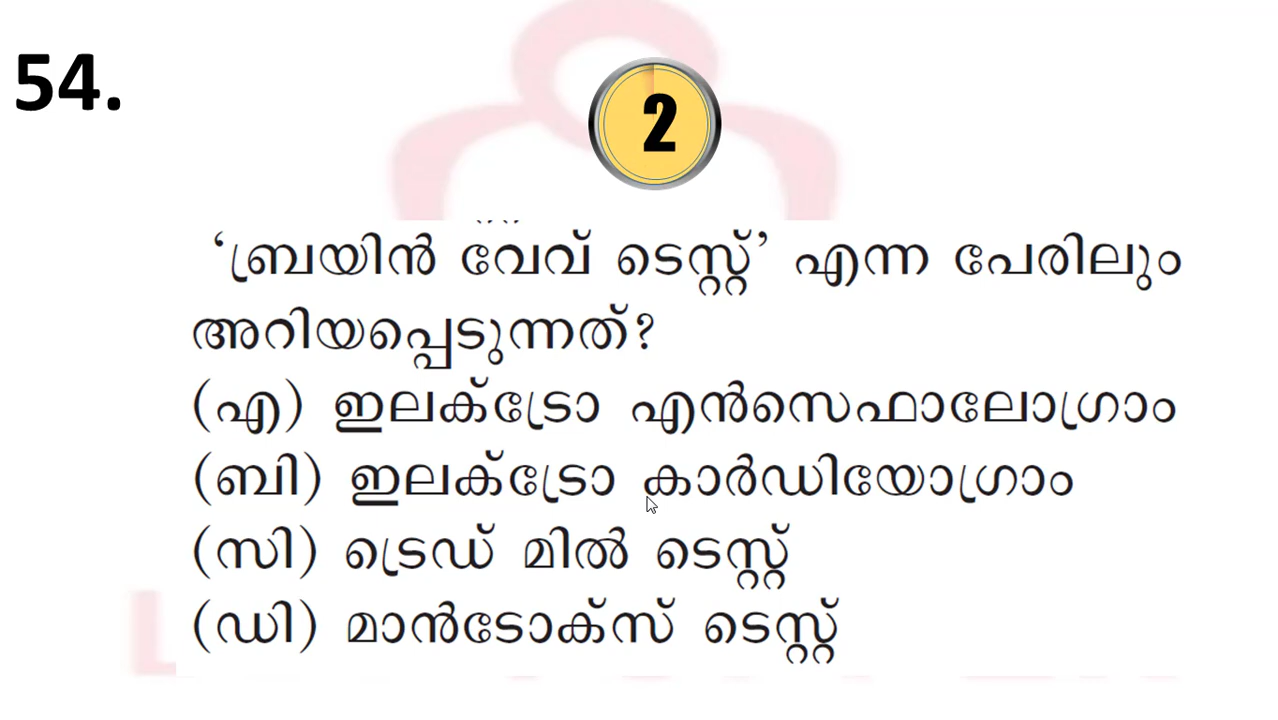 54.
2
‘ബ്രയിൻ വേവ് ടെസ്റ്റ്’ എന്ന പേരിലും
അറിയപ്പെടുന്നത്?
(എ) ഇലക്ട്രോ എൻസെഫാലോഗ്രാം
(ബി) ഇലക്ട്രോ കാർഡിയോഗ്രാം
(സി) ട്രെഡ് മിൽ ടെസ്റ്റ്
(ഡി) മാൻടോക്സ് ടെസ്റ്റ്